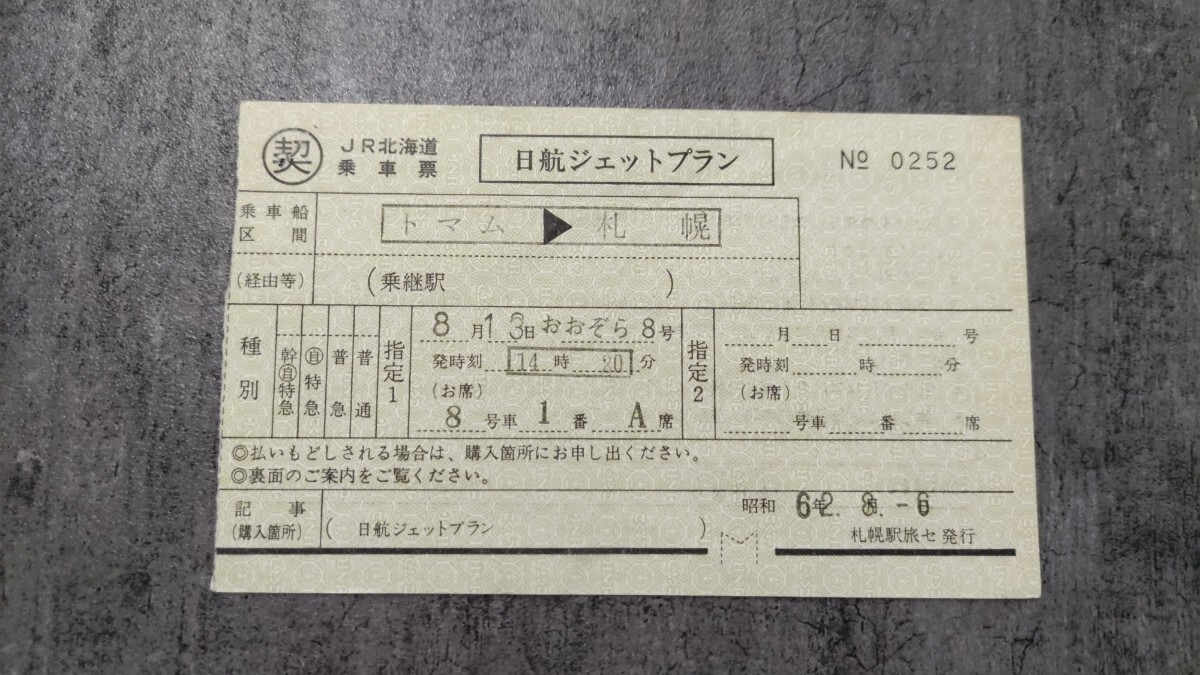 契 JR北海道 乗車票 日航ジェットプラン № 0252
乗車船区間 トマム ▶ 札幌
(経由等) (乗継駅 )
種別 幹自特急 自特急 普急 普通
指定1 8月13日おおぞら8号
発時刻 14時20分
(お席)
8号車1番A席
指定2 月 日 号
発時刻 時 分
(お席)
号車 番 席
◎払いもどしされる場合は、購入箇所にお申し出ください。
◎裏面のご案内をご覧ください。
記事(購入箇所) ( 日航ジェットプラン )
昭和 62年8月-6日
札幌駅旅セ発行